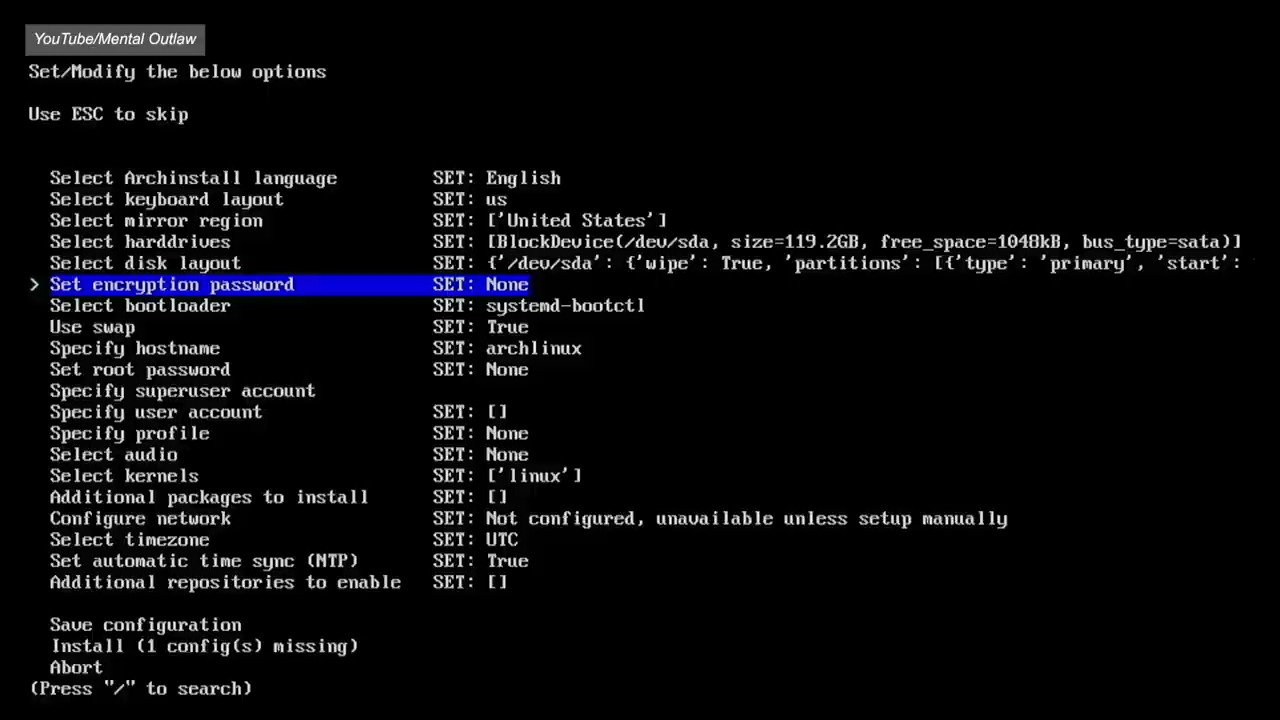 YouTube/Mental Outlaw
Set/Modify the below options
Use ESC to skip
Select Archinstall language SET: English
Select keyboard layout SET: us
Select mirror region SET: ['United States']
Select harddrives SET: [BlockDevice(/dev/sda, size=119.2GB, free_space=1048kB, bus_type=sata)]
Select disk layout SET: {'/dev/sda': {'wipe': True, 'partitions': [{'type': 'primary', 'start':
> Set encryption password SET: None
Select bootloader SET: systemd-bootctl
Use swap SET: True
Specify hostname SET: archlinux
Set root password SET: None
Specify superuser account
Specify user account SET: []
Specify profile SET: None
Select audio SET: None
Select kernels SET: ['linux']
Additional packages to install SET: []
Configure network SET: Not configured, unavailable unless setup manually
Select timezone SET: UTC
Set automatic time sync (NTP) SET: True
Additional repositories to enable SET: []
Save configuration
Install (1 config(s) missing)
Abort
(Press "/" to search)